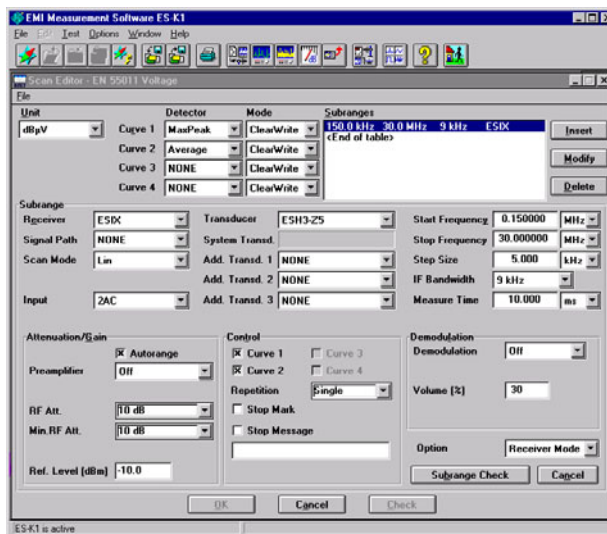 EMI Measurement Software ES-K1
File Edit Test Options Window Help
Scan Editor - EN 55011 Voltage
File
Unit Detector Mode Subranges
dBµV Curve 1 MaxPeak ClearWrite 150.0 kHz 30.0 MHz 9 kHz ESIX Insert
Curve 2 Average ClearWrite <End of table>
Curve 3 NONE ClearWrite Modify
Curve 4 NONE ClearWrite Delete
Subrange
Receiver ESIX Transducer ESH3-Z5 Start Frequency 0.150000 MHz
Signal Path NONE System Transd. Stop Frequency 30.000000 MHz
Scan Mode Lin Add. Transd. 1 NONE Step Size 5.000 kHz
Add. Transd. 2 NONE IF Bandwidth 9 kHz
Input 2AC Add. Transd. 3 NONE Measure Time 10.000 ms
Attenuation/Gain Control Demodulation
Autorange Curve 1 Curve 3 Demodulation Off
Preamplifier Off Curve 2 Curve 4
Repetition Single Volume [%] 30
RF Att. 10 dB Stop Mark
Min.RF Att. 10 dB Stop Message
Option Receiver Mode
Ref. Level [dBm] -10.0 Subrange Check Cancel
OK Cancel Check
ES-K1 is active